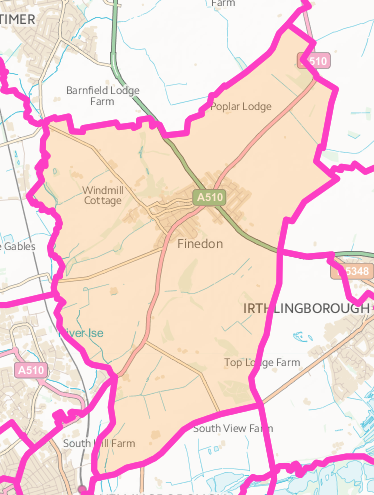 TIMER
Farm
A510
Barnfield Lodge
Farm
Poplar Lodge
Windmill
Cottage
A510
Finedon
e Gables
5348
IRTHLINGBOROUGH
River Ise
A510
Top Lodge Farm
South View Farm
South Hill Farm